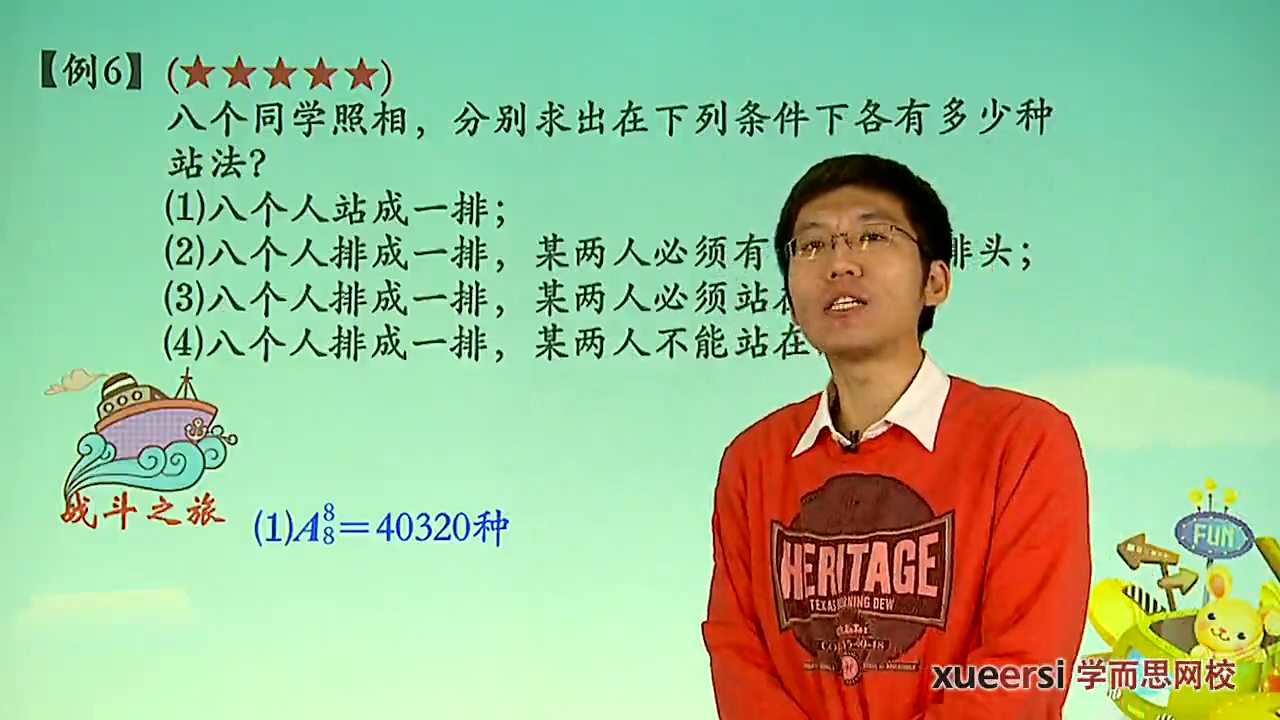 【例6】(★★★★★)
八个同学照相，分别求出在下列条件下各有多少种
站法？
(1)八个人站成一排；
(2)八个人排成一排，某两人必须有 排头；
(3)八个人排成一排，某两人必须站在
(4)八个人排成一排，某两人不能站在
战斗之旅
(1)A₈⁸=40320种
HERITAGE
FUN
xueersi 学而思网校